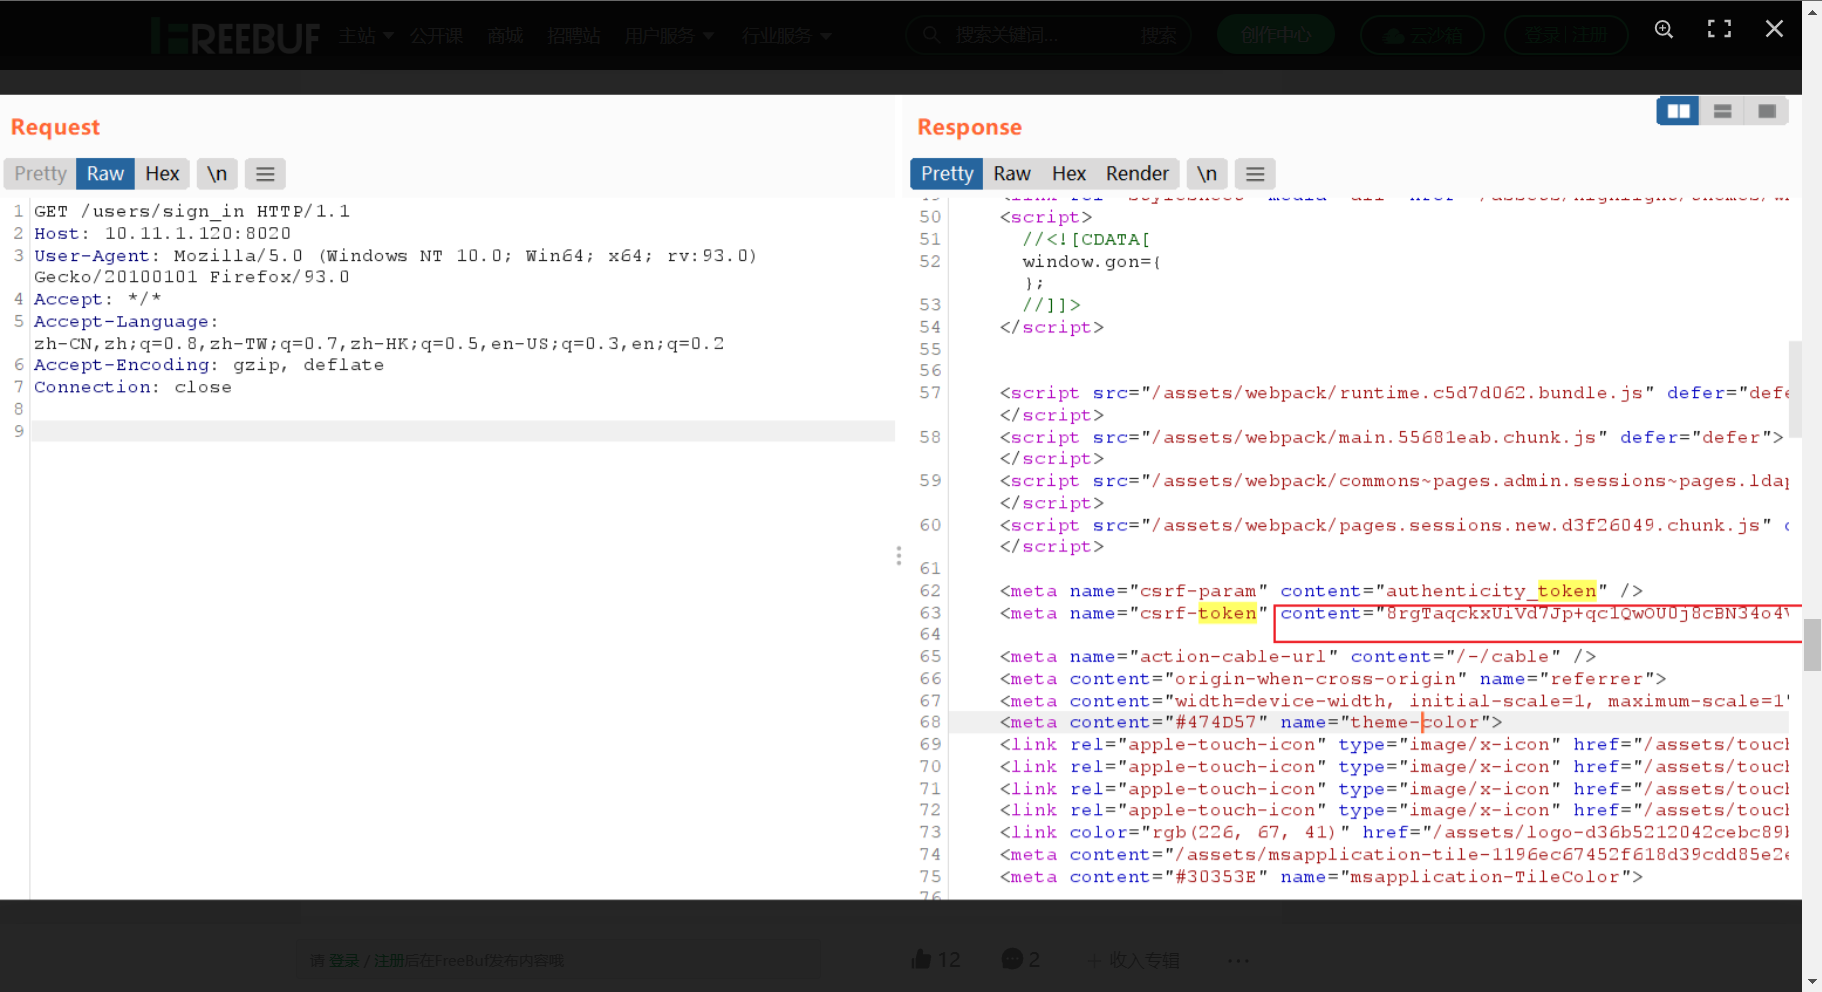 FREEBUF 主站 公开课 商城 招聘站 用户服务 行业服务 搜索关键词... 搜索 创作中心 云沙箱 登录 | 注册
Request
Pretty Raw Hex \n
1 GET /users/sign_in HTTP/1.1
2 Host: 10.11.1.120:8020
3 User-Agent: Mozilla/5.0 (Windows NT 10.0; Win64; x64; rv:93.0)
Gecko/20100101 Firefox/93.0
4 Accept: */*
5 Accept-Language:
zh-CN,zh;q=0.8,zh-TW;q=0.7,zh-HK;q=0.5,en-US;q=0.3,en;q=0.2
6 Accept-Encoding: gzip, deflate
7 Connection: close
8
9
Response
Pretty Raw Hex Render \n
50 <script>
51 //<![CDATA[
52 window.gon={
};
53 //]]>
54 </script>
55
56
57 <script src="/assets/webpack/runtime.c5d7d062.bundle.js" defer="defe
</script>
58 <script src="/assets/webpack/main.55681eab.chunk.js" defer="defer">
</script>
59 <script src="/assets/webpack/commons~pages.admin.sessions~pages.ldap
</script>
60 <script src="/assets/webpack/pages.sessions.new.d3f26049.chunk.js"
</script>
61
62 <meta name="csrf-param" content="authenticity_token" />
63 <meta name="csrf-token" content="8rgTaqckxUiVd7Jp+qc1QwOU0j8cBN34o4V
64
65 <meta name="action-cable-url" content="/-/cable" />
66 <meta content="origin-when-cross-origin" name="referrer">
67 <meta content="width=device-width, initial-scale=1, maximum-scale=1"
68 <meta content="#474D57" name="theme-color">
69 <link rel="apple-touch-icon" type="image/x-icon" href="/assets/touch
70 <link rel="apple-touch-icon" type="image/x-icon" href="/assets/touch
71 <link rel="apple-touch-icon" type="image/x-icon" href="/assets/touch
72 <link rel="apple-touch-icon" type="image/x-icon" href="/assets/touch
73 <link color="rgb(226, 67, 41)" href="/assets/logo-d36b5212042cebc89b
74 <meta content="/assets/msapplication-tile-1196ec67452f618d39cdd85e2e
75 <meta content="#30353E" name="msapplication-TileColor">
76
请 登录 / 注册后在FreeBuf发布内容哦
12 2 + 收入专辑 ...